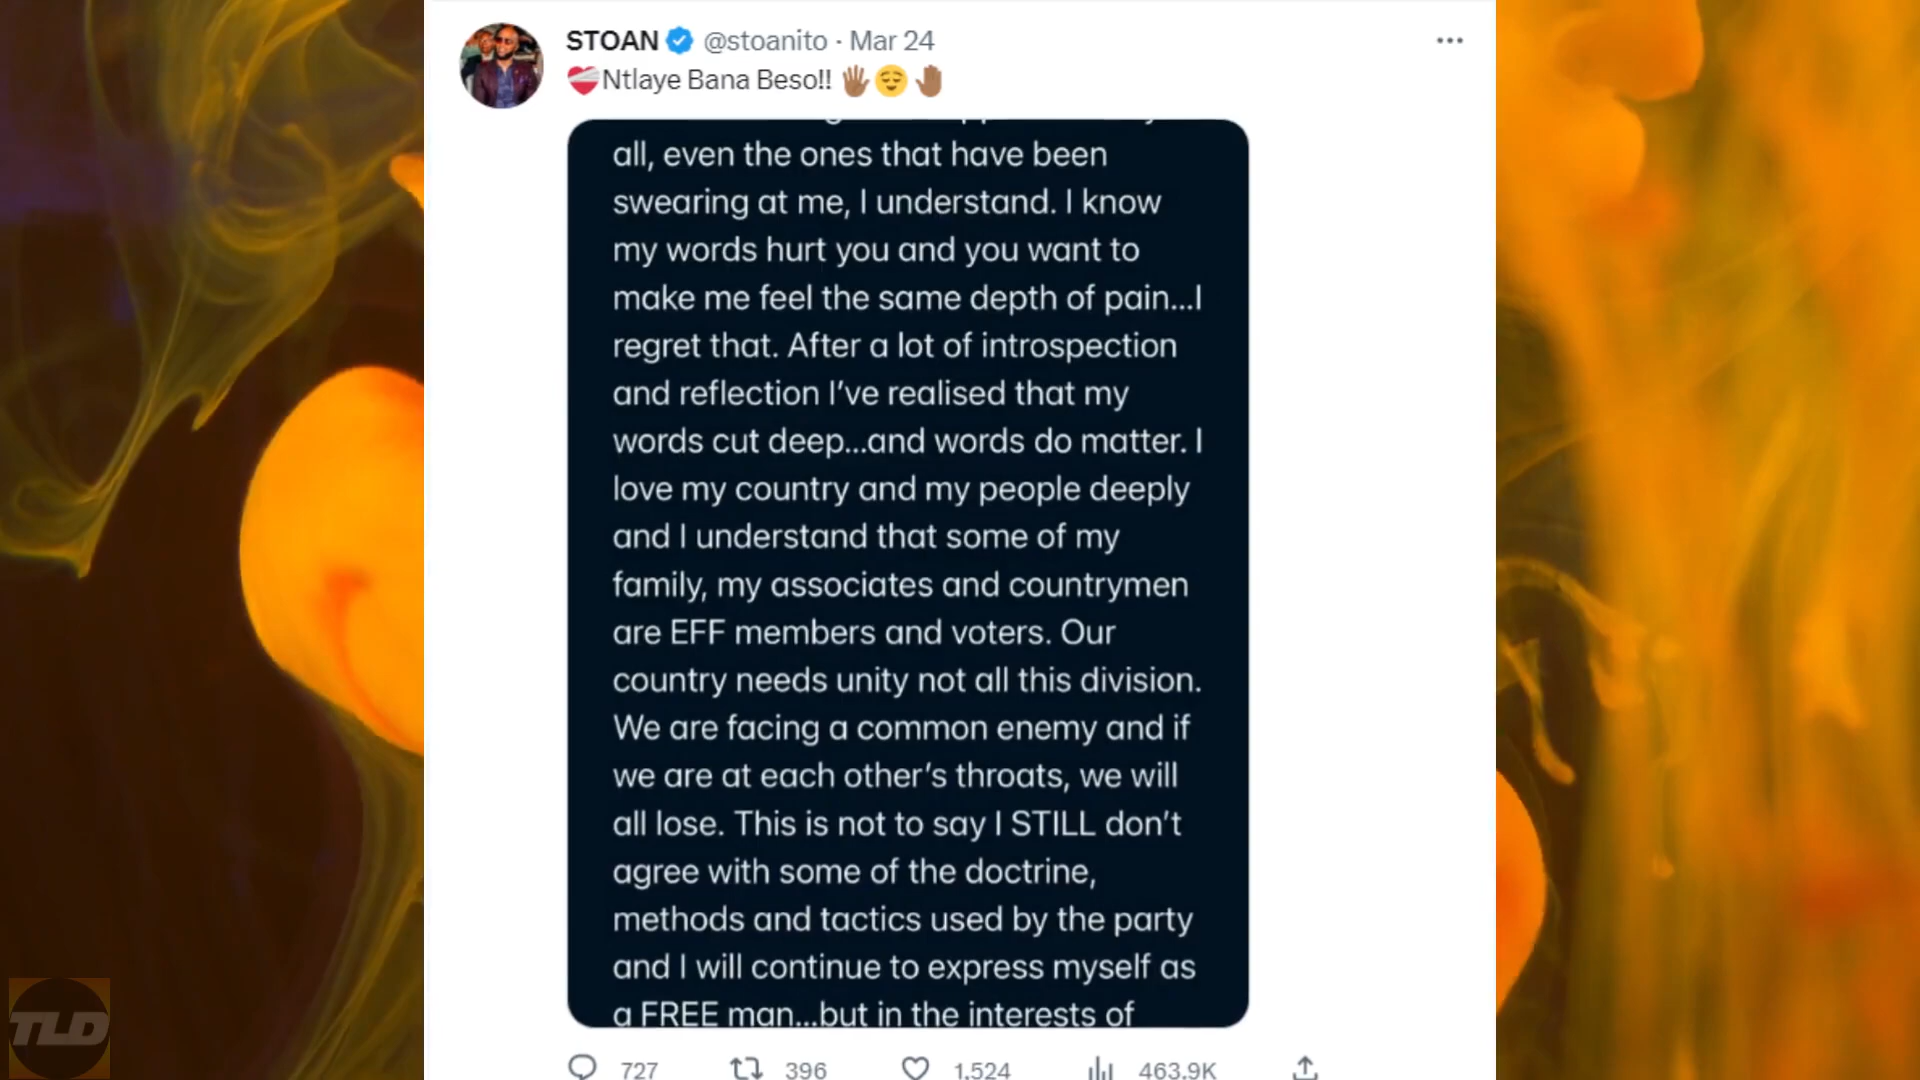 STOAN @stoanito · Mar 24
Ntlaye Bana Beso!!
all, even the ones that have been
swearing at me, I understand. I know
my words hurt you and you want to
make me feel the same depth of pain...I
regret that. After a lot of introspection
and reflection I've realised that my
words cut deep...and words do matter. I
love my country and my people deeply
and I understand that some of my
family, my associates and countrymen
are EFF members and voters. Our
country needs unity not all this division.
We are facing a common enemy and if
we are at each other's throats, we will
all lose. This is not to say I STILL don't
agree with some of the doctrine,
methods and tactics used by the party
and I will continue to express myself as
a FREE man...but in the interests of
727 396 1,524 463.9K
TLD